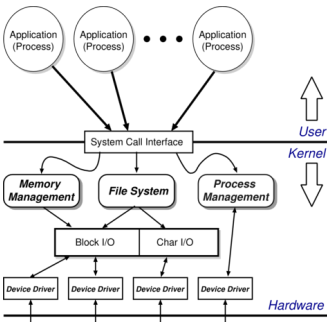 Application
(Process)
Application
(Process)
Application
(Process)
User
System Call Interface
Kernel
Memory
Management
File System
Process
Management
Block I/O
Char I/O
Device Driver
Device Driver
Device Driver
Device Driver
Hardware